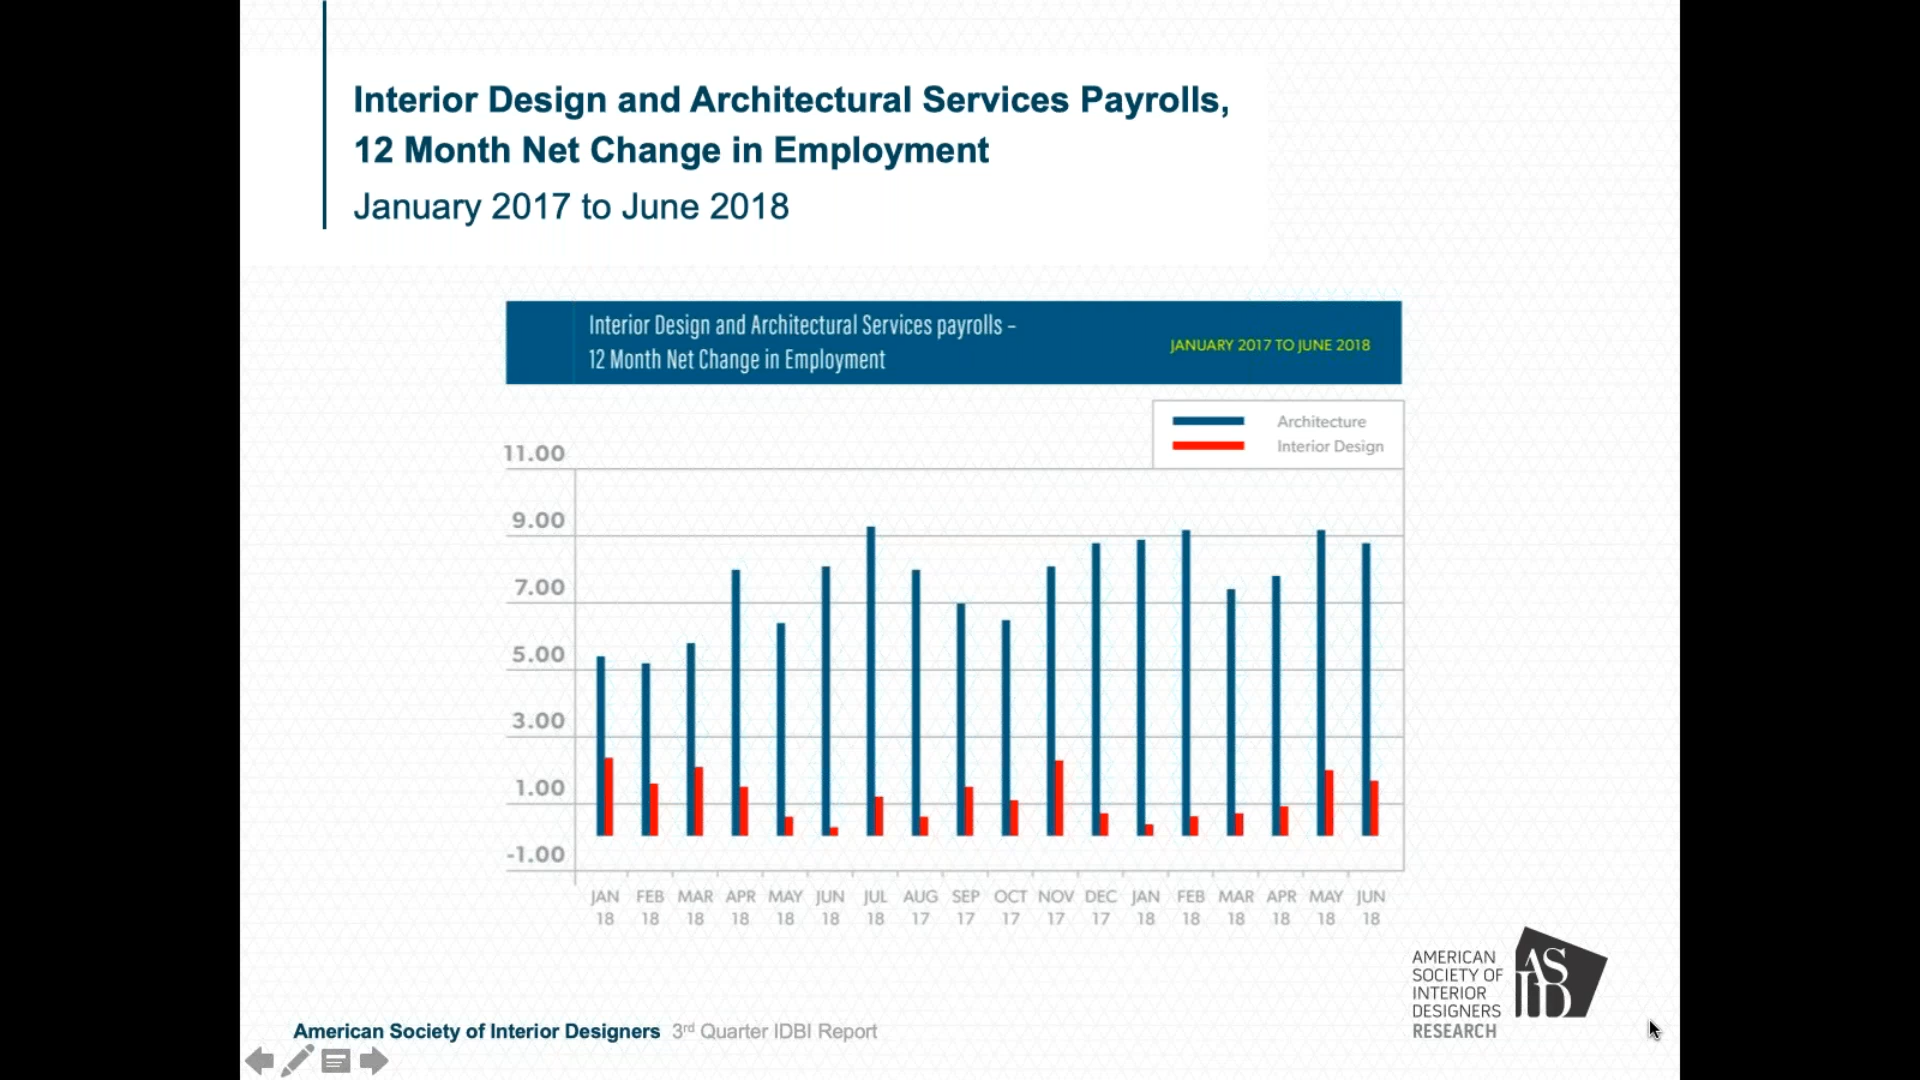 Interior Design and Architectural Services Payrolls,
12 Month Net Change in Employment
January 2017 to June 2018
Interior Design and Architectural Services payrolls –
12 Month Net Change in Employment
JANUARY 2017 TO JUNE 2018
Architecture
Interior Design
11.00
9.00
7.00
5.00
3.00
1.00
-1.00
JAN FEB MAR APR MAY JUN JUL AUG SEP OCT NOV DEC JAN FEB MAR APR MAY JUN
18 18 18 18 18 18 18 17 17 17 17 17 18 18 18 18 18 18
AMERICAN
SOCIETY OF
INTERIOR
DESIGNERS
RESEARCH
AS
ID
American Society of Interior Designers 3rd Quarter IDBI Report